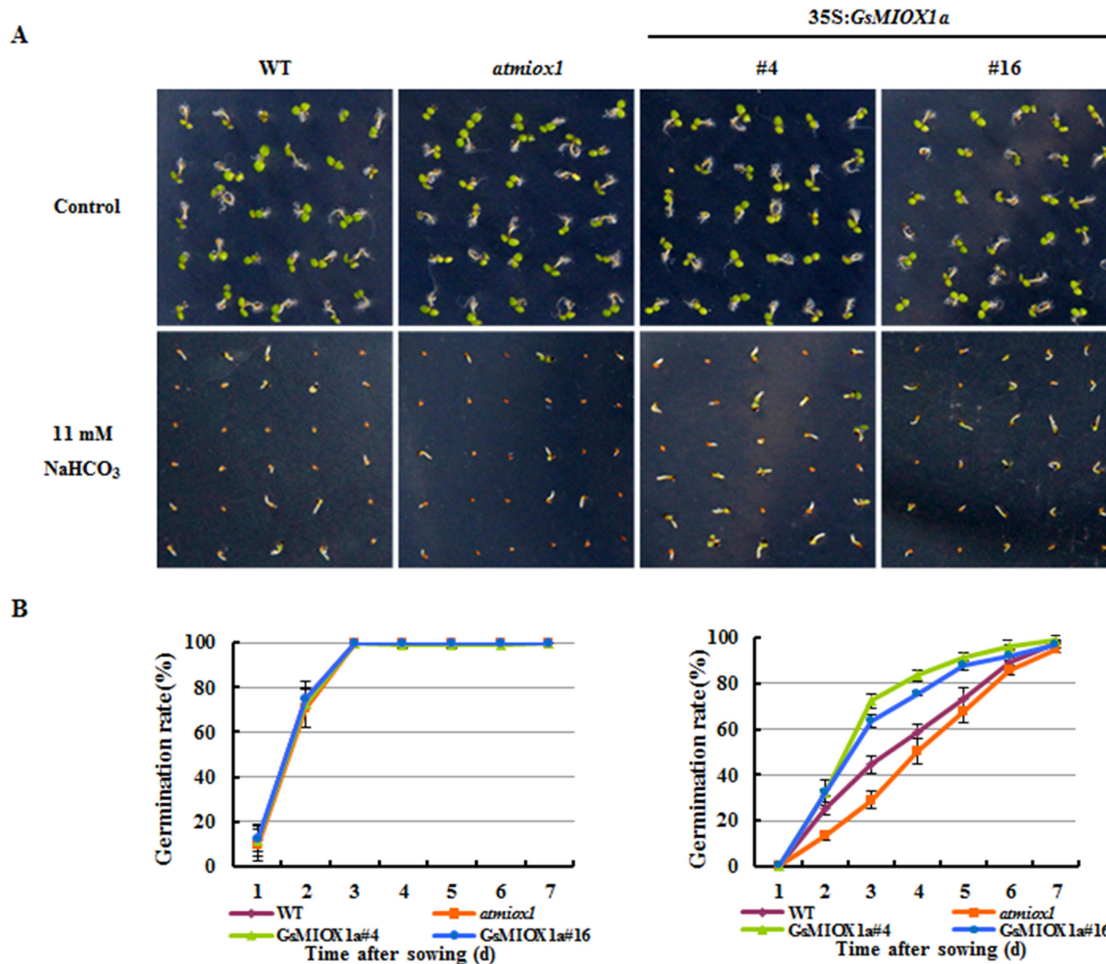 A
35S:GsMIOX1a
WT atmiox1 #4 #16
Control
11 mM
NaHCO₃
B
Germination rate(%)
100
80
60
40
20
0
1 2 3 4 5 6 7
WT atmiox1
GsMIOX1a#4 GsMIOX1a#16
Time after sowing (d)
Germination rate(%)
100
80
60
40
20
0
1 2 3 4 5 6 7
WT atmiox1
GsMIOX1a#4 GsMIOX1a#16
Time after sowing (d)